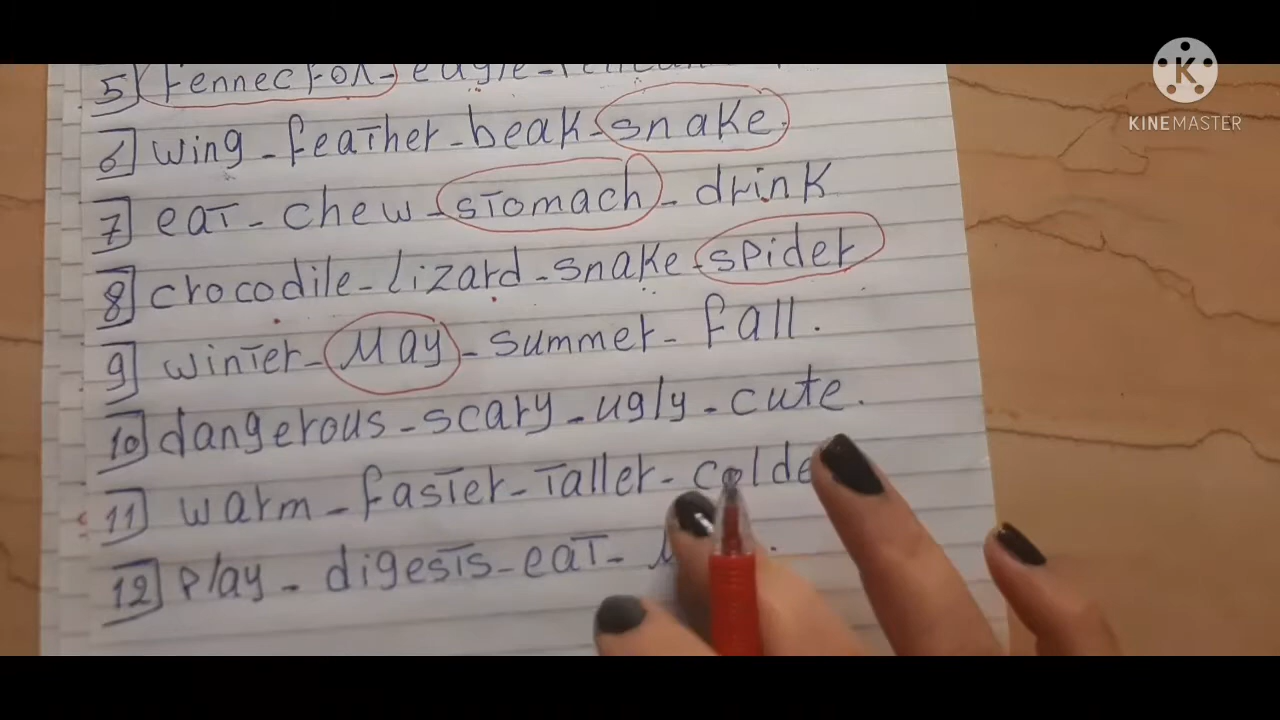 5 Fennec Fox - eagle -
6 wing - feather - beak - snake.
7 eat - chew - stomach - drink
8 crocodile - lizard - snake - spider
9 winter - May - summer - fall.
10 dangerous - scary - ugly - cute.
11 warm - faster - taller - colde
12 play - digests - eat -
K
KINEMASTER